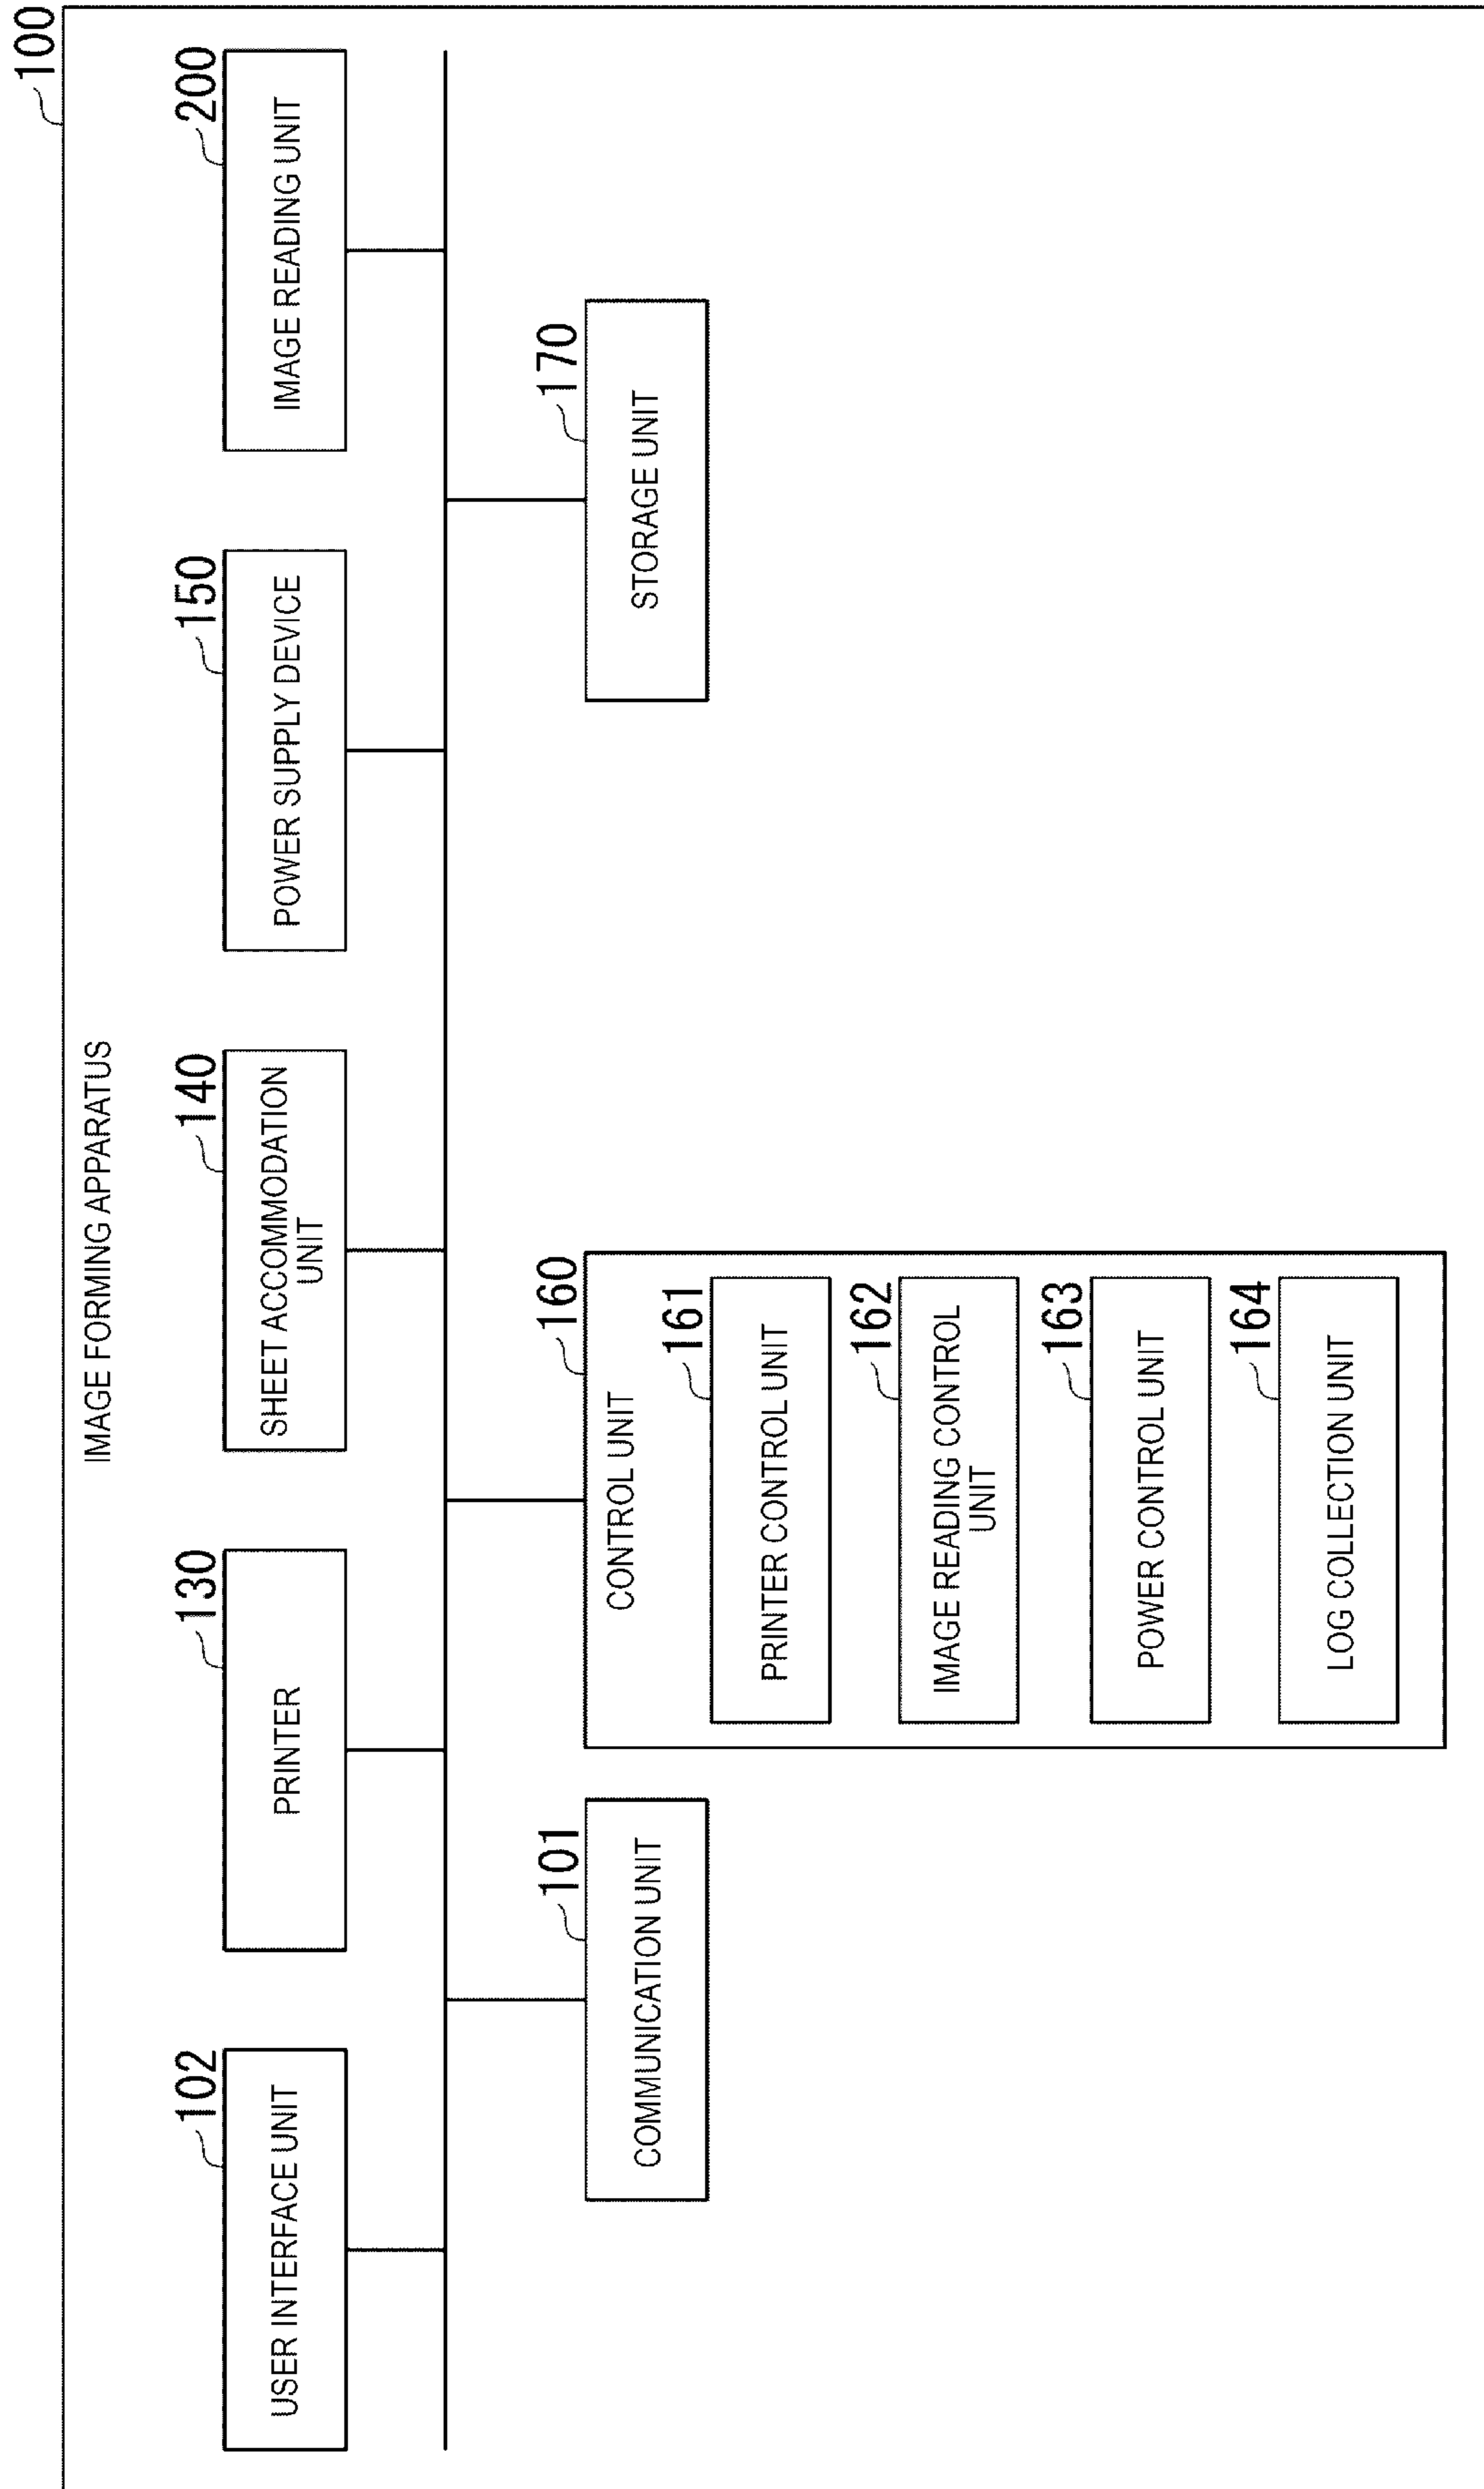 100
IMAGE FORMING APPARATUS
102
USER INTERFACE UNIT
130
PRINTER
140
SHEET ACCOMMODATION
UNIT
150
POWER SUPPLY DEVICE
200
IMAGE READING UNIT
101
COMMUNICATION UNIT
160
CONTROL UNIT
161
PRINTER CONTROL UNIT
162
IMAGE READING CONTROL
UNIT
163
POWER CONTROL UNIT
164
LOG COLLECTION UNIT
170
STORAGE UNIT